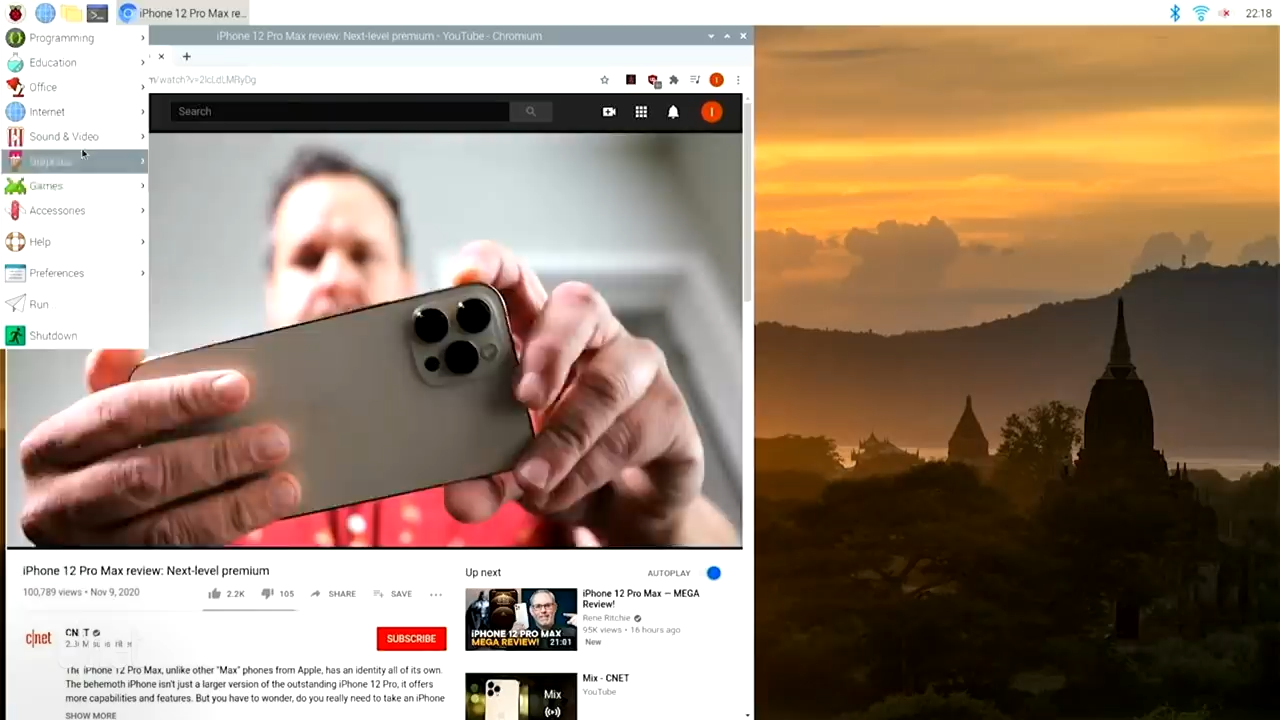 iPhone 12 Pro Max re...
22:18
Programming
Education
Office
Internet
Sound & Video
Games
Accessories
Help
Preferences
Run
Shutdown
iPhone 12 Pro Max review: Next-level premium - YouTube - Chromium
m/watch?v=2IcLdLMRyDg
I
Search
I
iPhone 12 Pro Max review: Next-level premium
100,789 views • Nov 9, 2020
2.2K
105
SHARE
SAVE
c|net
SUBSCRIBE
The iPhone 12 Pro Max, unlike other "Max" phones from Apple, has an identity all of its own.
The behemoth iPhone isn't just a larger version of the outstanding iPhone 12 Pro, it offers
more capabilities and features. But you have to wonder, do you really need to take an iPhone
SHOW MORE
Up next
AUTOPLAY
iPHONE 12 PRO MAX
MEGA REVIEW!
21:01
iPhone 12 Pro Max — MEGA
Review!
Rene Ritchie
95K views • 16 hours ago
New
Mix
Mix - CNET
YouTube